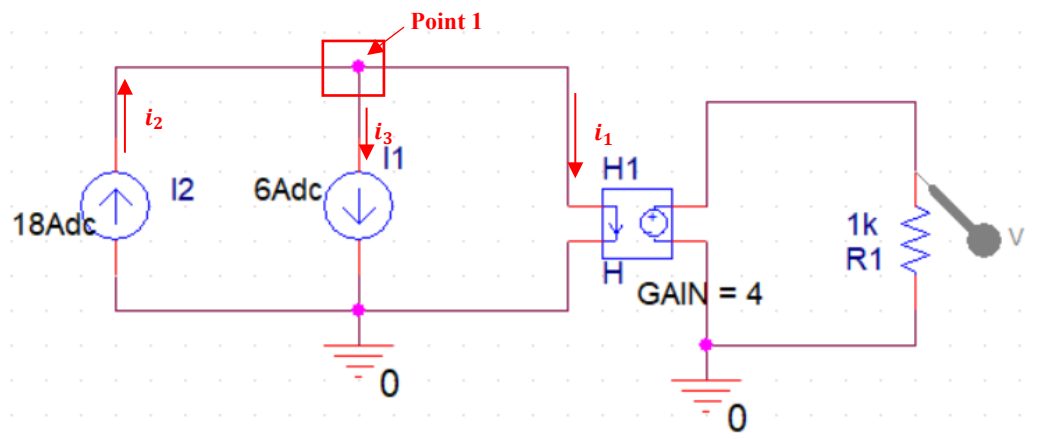 Point 1
i₂
i₃
i₁
I1
H1
I2
6Adc
18Adc
1k
R1
V
H
GAIN = 4
0
0